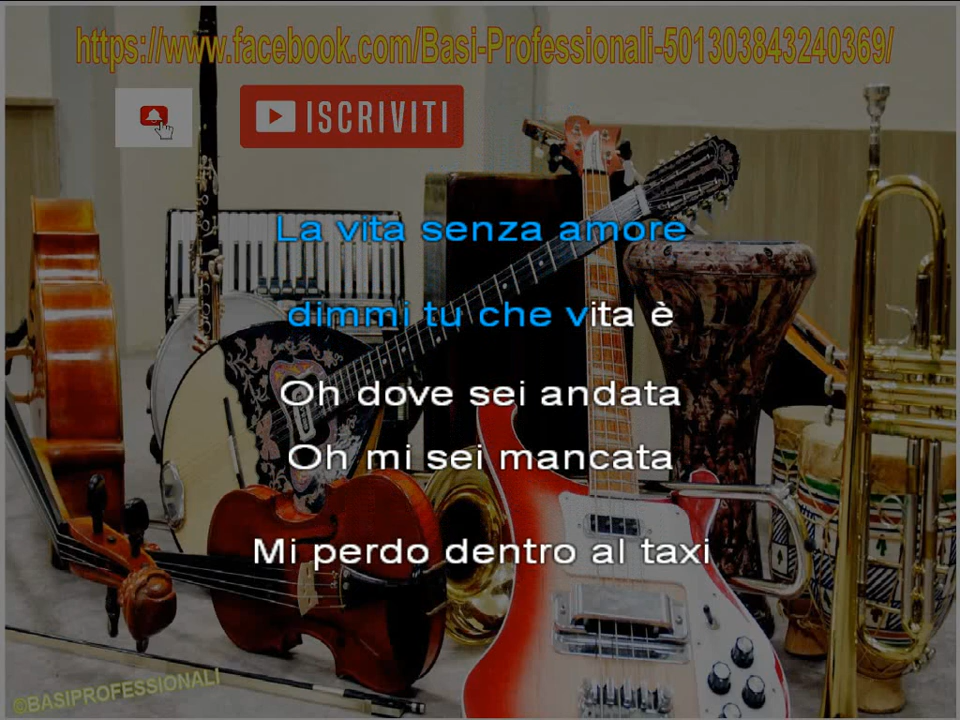 https://www.facebook.com/Basi-Professionali-501303843240369/
ISCRIVITI
La vita senza amore
dimmi tu che vita è
Oh dove sei andata
Oh mi sei mancata
Mi perdo dentro al taxi
©BASIPROFESSIONALI